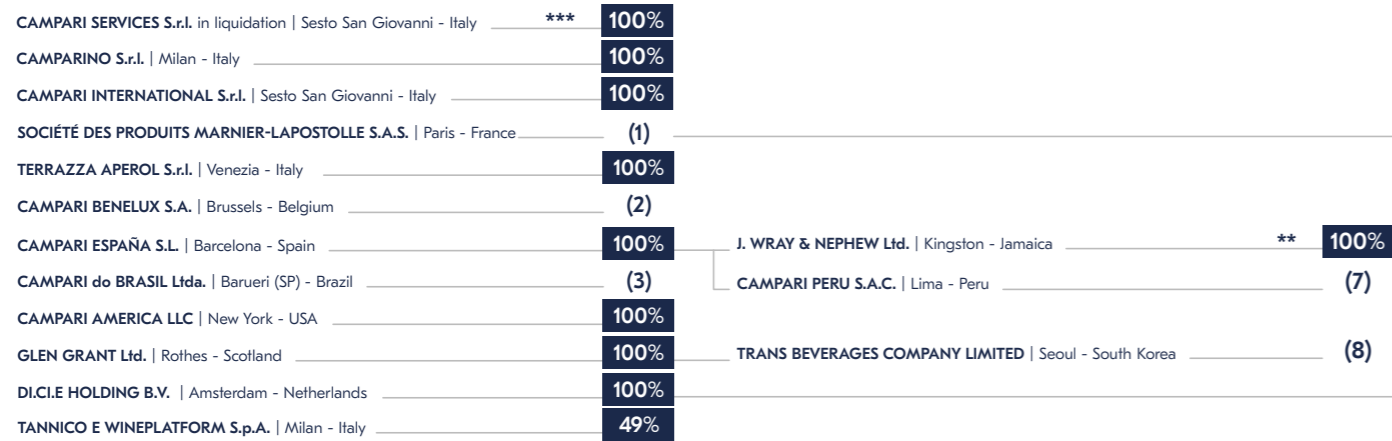 CAMPARI SERVICES S.r.l. in liquidation | Sesto San Giovanni - Italy *** 100%
CAMPARINO S.r.l. | Milan - Italy 100%
CAMPARI INTERNATIONAL S.r.l. | Sesto San Giovanni - Italy 100%
SOCIÉTÉ DES PRODUITS MARNIER-LAPOSTOLLE S.A.S. | Paris - France (1)
TERRAZZA APEROL S.r.l. | Venezia - Italy 100%
CAMPARI BENELUX S.A. | Brussels - Belgium (2)
CAMPARI ESPAÑA S.L. | Barcelona - Spain 100% J. WRAY & NEPHEW Ltd. | Kingston - Jamaica ** 100%
CAMPARI do BRASIL Ltda. | Barueri (SP) - Brazil (3) CAMPARI PERU S.A.C. | Lima - Peru (7)
CAMPARI AMERICA LLC | New York - USA 100%
GLEN GRANT Ltd. | Rothes - Scotland 100% TRANS BEVERAGES COMPANY LIMITED | Seoul - South Korea (8)
DI.CI.E HOLDING B.V. | Amsterdam - Netherlands 100%
TANNICO E WINEPLATFORM S.p.A. | Milan - Italy 49%